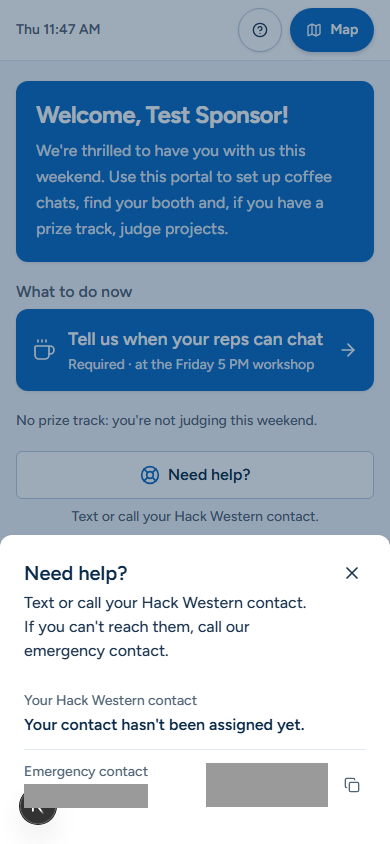 Thu 11:47 AM
Map
Welcome, Test Sponsor!
We're thrilled to have you with us this
weekend. Use this portal to set up coffee
chats, find your booth and, if you have a
prize track, judge projects.
What to do now
Tell us when your reps can chat
Required · at the Friday 5 PM workshop
No prize track: you're not judging this weekend.
Need help?
Text or call your Hack Western contact.
Need help?
Text or call your Hack Western contact.
If you can't reach them, call our
emergency contact.
Your Hack Western contact
Your contact hasn't been assigned yet.
Emergency contact